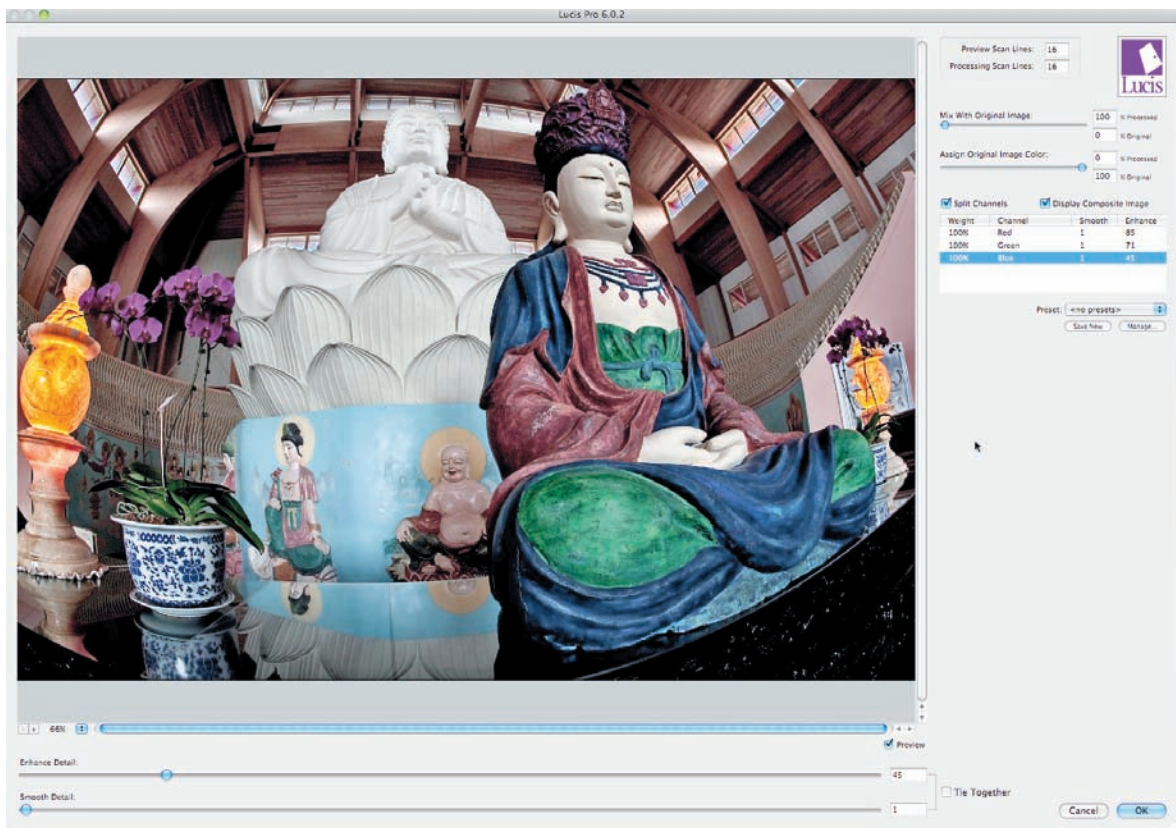 Lucis Pro 6.0.2
Preview Scan Lines: 16
Processing Scan Lines: 16
Lucis
Mix With Original Image: 100 % Processed
0 % Original
Assign Original Image Color: 0 % Processed
100 % Original
Split Channels Display Composite Image
Weight Channel Smooth Enhance
100% Red 1 85
100% Green 1 71
100% Blue 1 45
Preset: <no presets>
Save New Manage...
66%
Preview
Enhance Detail: 45
Smooth Detail: 1
Tie Together
Cancel OK